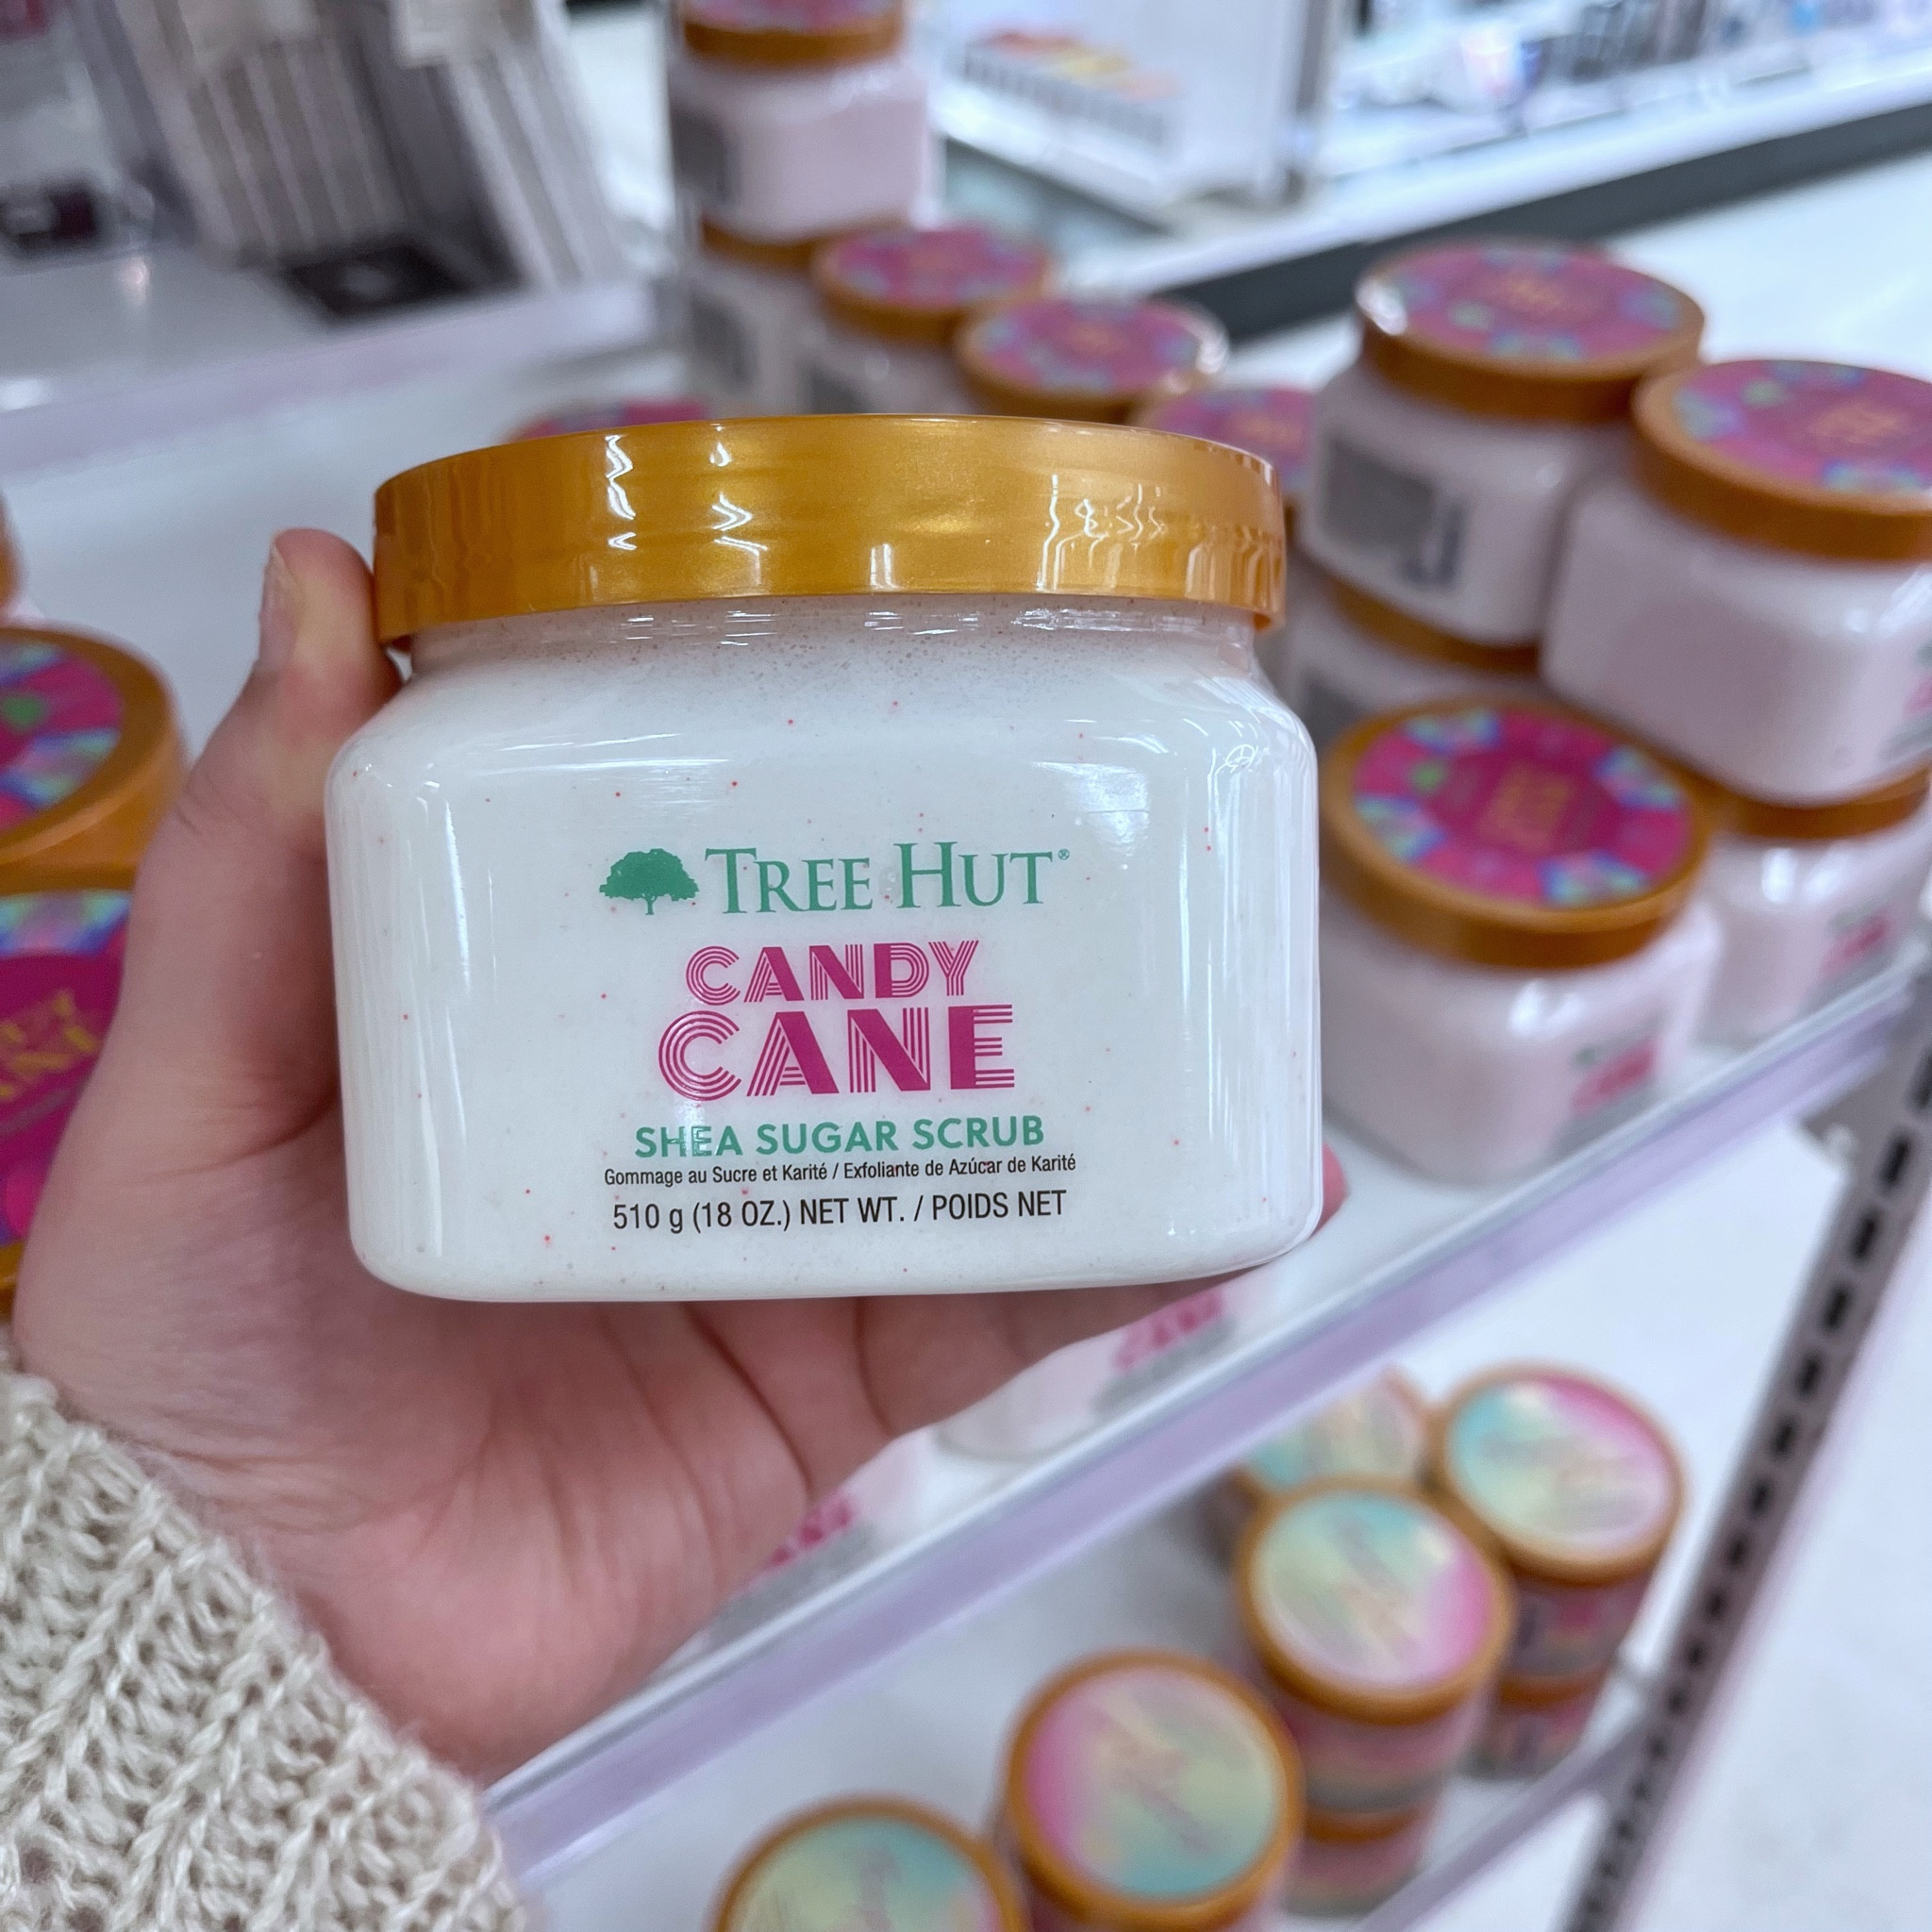 TREE HUT®
CANDY
CANE
SHEA SUGAR SCRUB
Gommage au Sucre et Karité / Exfoliante de Azúcar de Karité
510 g (18 OZ.) NET WT. / POIDS NET